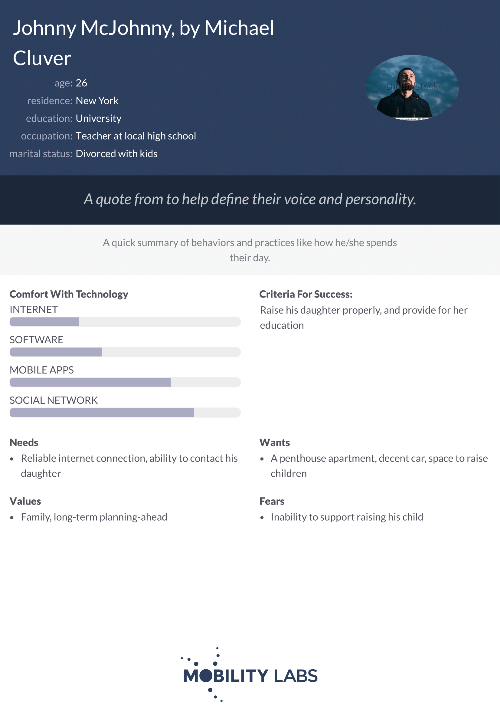 Johnny McJohnny, by Michael
Cluver
age: 26
residence: New York
education: University
occupation: Teacher at local high school
marital status: Divorced with kids
A quote from to help define their voice and personality.
A quick summary of behaviors and practices like how he/she spends
their day.
Comfort With Technology
INTERNET
SOFTWARE
MOBILE APPS
SOCIAL NETWORK
Criteria For Success:
Raise his daughter properly, and provide for her
education
Needs
• Reliable internet connection, ability to contact his
daughter
Wants
• A penthouse apartment, decent car, space to raise
children
Values
• Family, long-term planning-ahead
Fears
• Inability to support raising his child
MOBILITY LABS